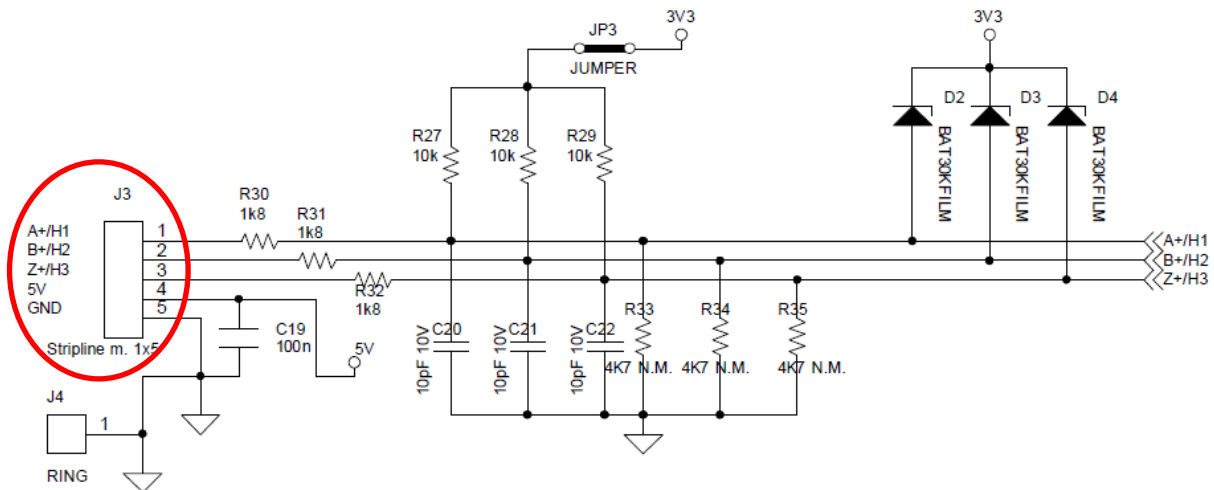 3V3
JP3
JUMPER
3V3
D2
BAT30KFILM
D3
BAT30KFILM
D4
BAT30KFILM
R27
10k
R28
10k
R29
10k
J3
A+/H1
B+/H2
Z+/H3
5V
GND
1
2
3
4
5
Stripline m. 1x5
R30
1k8
R31
1k8
R32
1k8
A+/H1
B+/H2
Z+/H3
C19
100n
5V
C20
10pF 10V
C21
10pF 10V
C22
10pF 10V
R33
4K7 N.M.
R34
4K7 N.M.
R35
4K7 N.M.
J4
1
RING